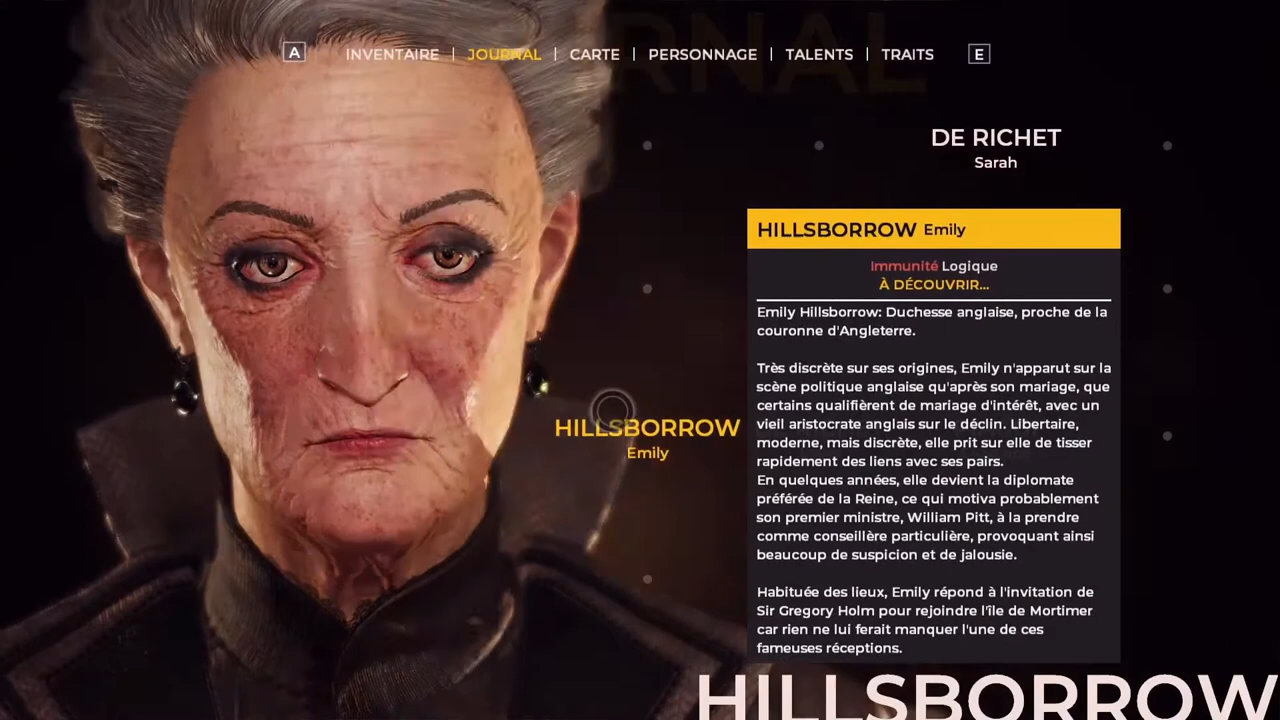 A INVENTAIRE | JOURNAL | CARTE | PERSONNAGE | TALENTS | TRAITS E
DE RICHET
Sarah
HILLSBORROW Emily
Immunité Logique
À DÉCOUVRIR...
Emily Hillsborrow: Duchesse anglaise, proche de la
couronne d'Angleterre.
Très discrète sur ses origines, Emily n'apparut sur la
scène politique anglaise qu'après son mariage, que
certains qualifièrent de mariage d'intérêt, avec un
vieil aristocrate anglais sur le déclin. Libertaire,
moderne, mais discrète, elle prit sur elle de tisser
rapidement des liens avec ses pairs.
En quelques années, elle devient la diplomate
préférée de la Reine, ce qui motiva probablement
son premier ministre, William Pitt, à la prendre
comme conseillère particulière, provoquant ainsi
beaucoup de suspicion et de jalousie.
Habituée des lieux, Emily répond à l'invitation de
Sir Gregory Holm pour rejoindre l'île de Mortimer
car rien ne lui ferait manquer l'une de ces
fameuses réceptions.
HILLSBORROW
Emily
HILLSBORROW